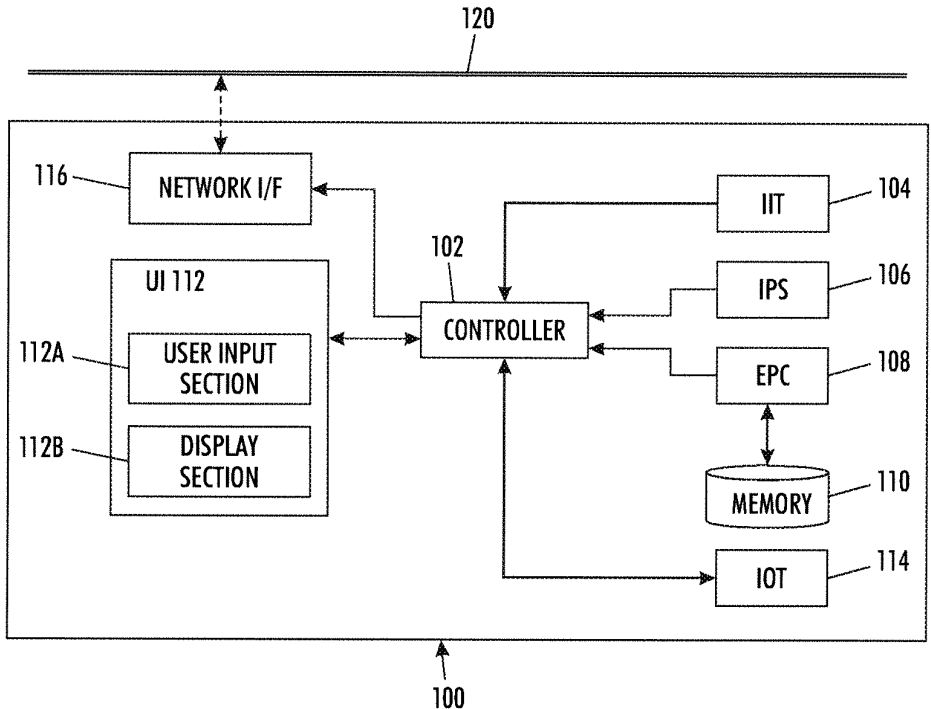 120
116
NETWORK I/F
IIT
104
102
UI 112
IPS
106
CONTROLLER
112A
USER INPUT
SECTION
EPC
108
112B
DISPLAY
SECTION
MEMORY
110
IOT
114
100